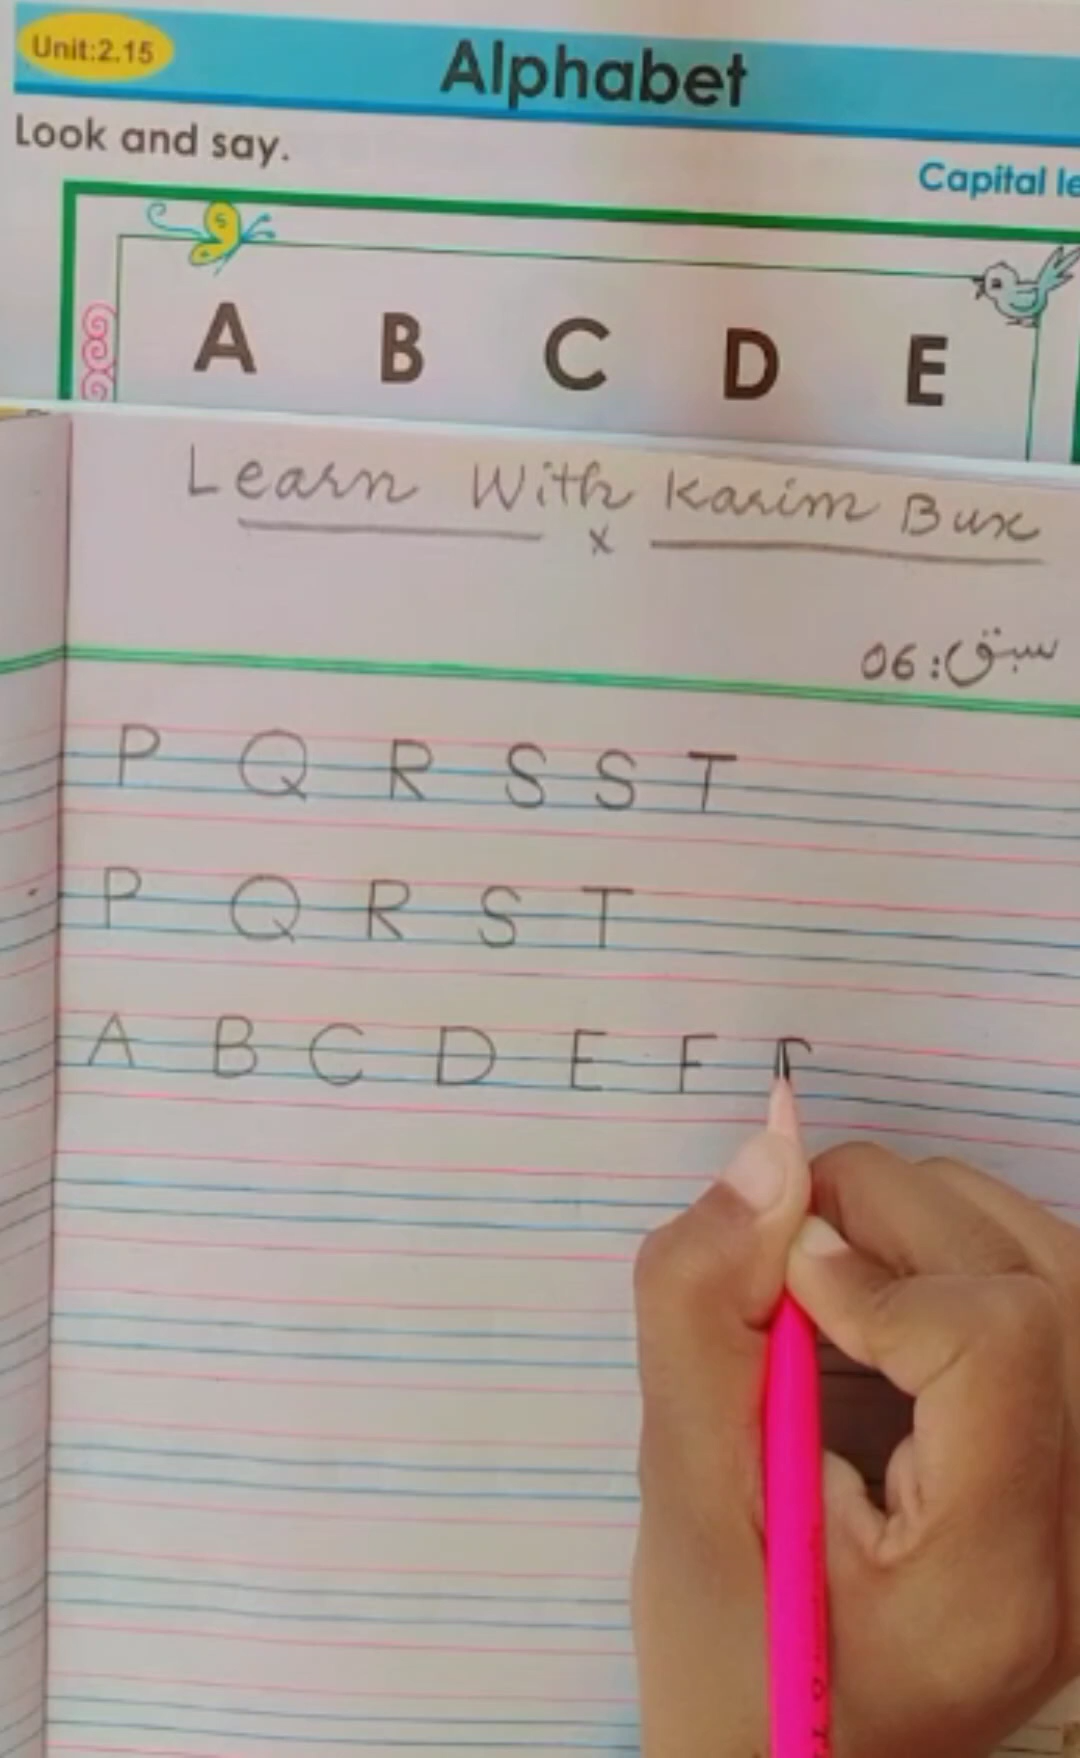 Unit:2.15
Alphabet
Look and say.
Capital le
A B C D E
Learn With Karim Bux
x
سبق: 06
P Q R S S T
P Q R S T
A B C D E F